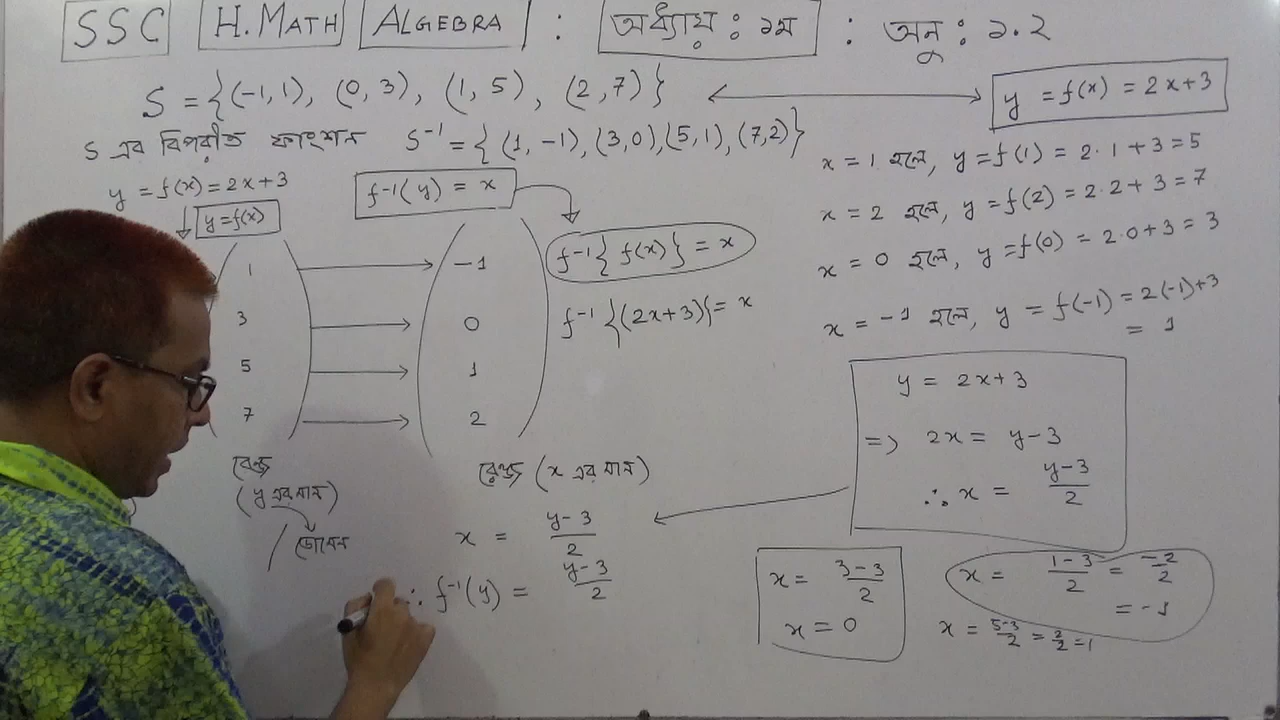 SSC H. MATH ALGEBRA : অধ্যায় : ১ম : অনু : ১.২
S = {(-1, 1), (0, 3), (1, 5), (2, 7)}
y = f(x) = 2x+3
S এর বিপরীত ফাংশন S⁻¹ = {(1, -1), (3, 0), (5, 1), (7, 2)}
y = f(x) = 2x+3
y = f(x)
f⁻¹(y) = x
1 → -1
3 → 0
5 → 1
7 → 2
f⁻¹{f(x)} = x
f⁻¹{(2x+3)} = x
রেঞ্জ (x এর মান)
(y এর মান)
ডোমেন
x = (y-3)/2
∴ f⁻¹(y) = (y-3)/2
x = 1 হলে, y = f(1) = 2·1+3 = 5
x = 2 হলে, y = f(2) = 2·2+3 = 7
x = 0 হলে, y = f(0) = 2·0+3 = 3
x = -1 হলে, y = f(-1) = 2(-1)+3
= 1
y = 2x+3
=> 2x = y-3
∴ x = (y-3)/2
x = (3-3)/2
x = 0
x = (1-3)/2 = -2/2
= -1
x = (5-3)/2 = 2/2 = 1